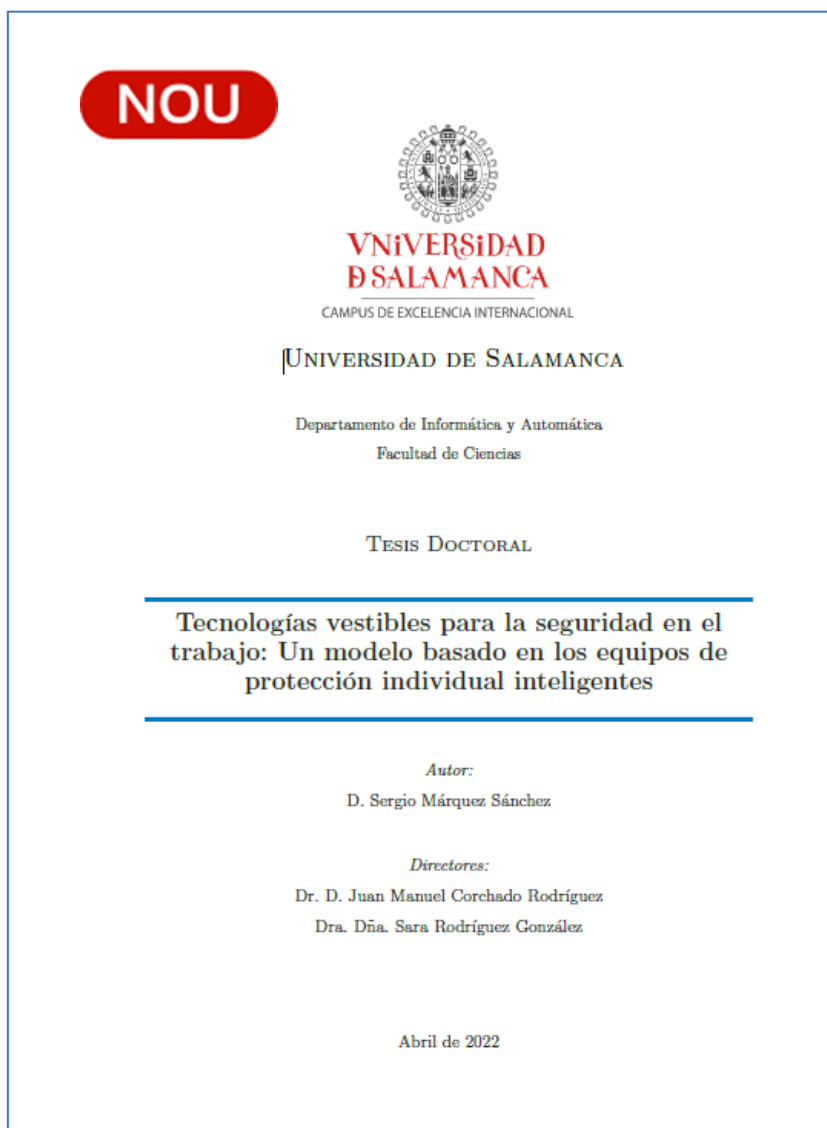 NOU
VNiVERSiDAD
Ð SALAMANCA
CAMPUS DE EXCELENCIA INTERNACIONAL
Universidad de Salamanca
Departamento de Informática y Automática
Facultad de Ciencias
Tesis Doctoral
Tecnologías vestibles para la seguridad en el
trabajo: Un modelo basado en los equipos de
protección individual inteligentes
Autor:
D. Sergio Márquez Sánchez
Directores:
Dr. D. Juan Manuel Corchado Rodríguez
Dra. Dña. Sara Rodríguez González
Abril de 2022